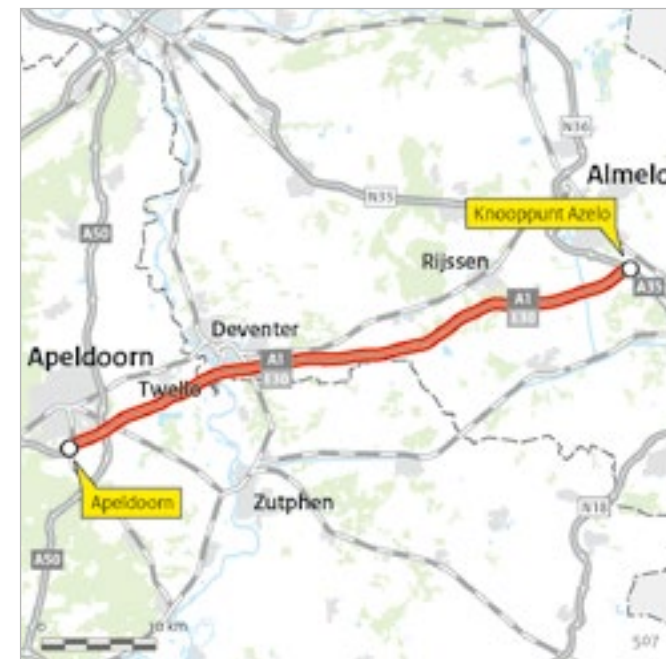 N36
Almelo
Knooppunt Azelo
N35
A50
Rijssen
A35
A1
E30
Deventer
A1
E30
Apeldoorn
Twello
Apeldoorn
Zutphen
N18
A50
0
10 km
507